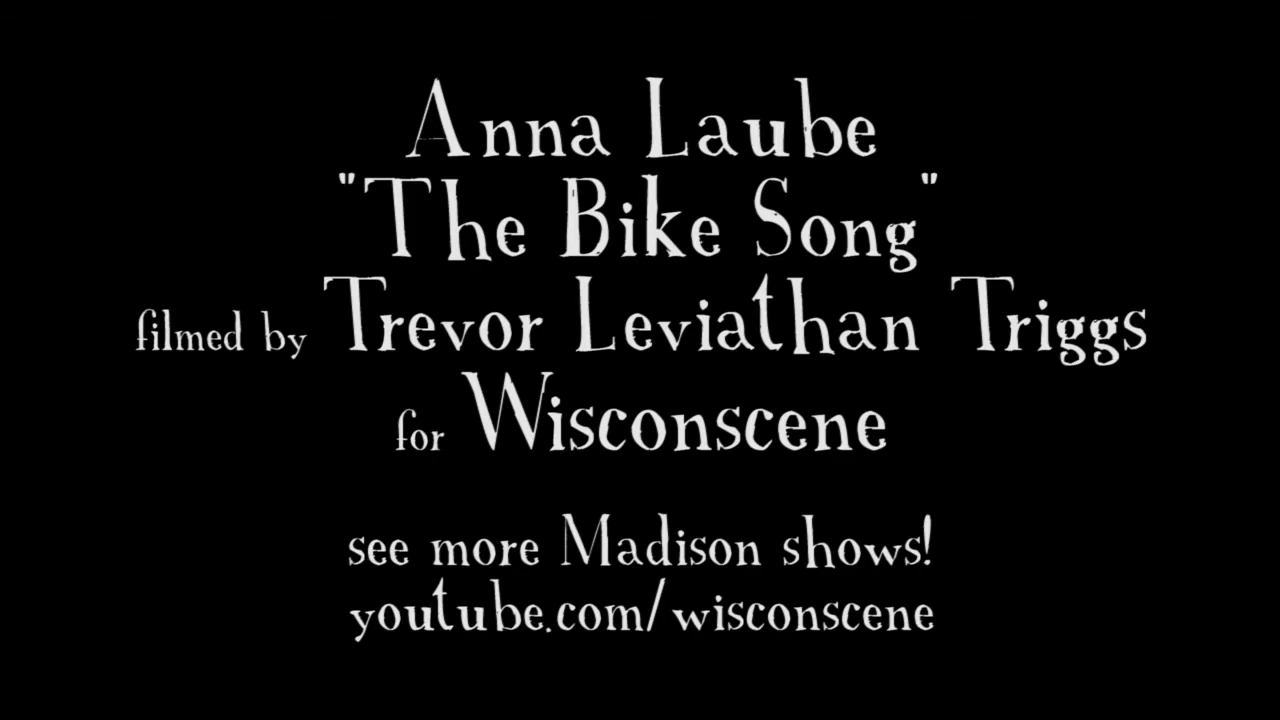 Anna Laube
"The Bike Song"
filmed by Trevor Leviathan Triggs
for Wisconscene
see more Madison shows!
youtube.com/wisconscene